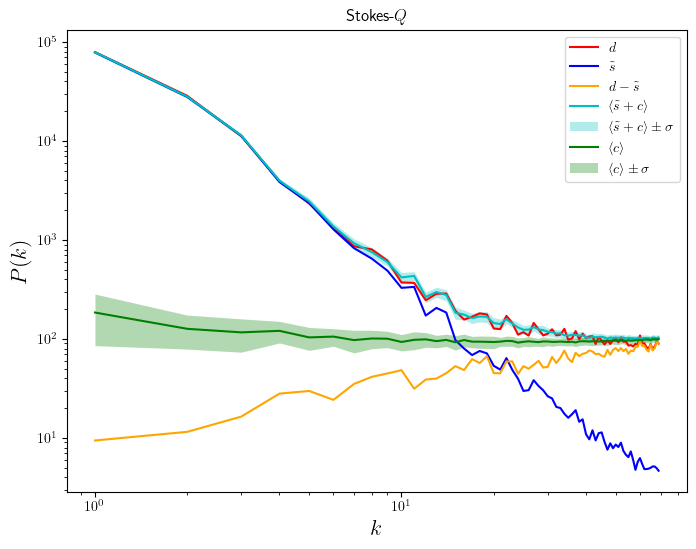 Stokes-Q
10^5
10^4
10^3
10^2
10^1
P(k)
10^0
10^1
k
d
s̃
d − s̃
⟨s̃ + c⟩
⟨s̃ + c⟩ ± σ
⟨c⟩
⟨c⟩ ± σ